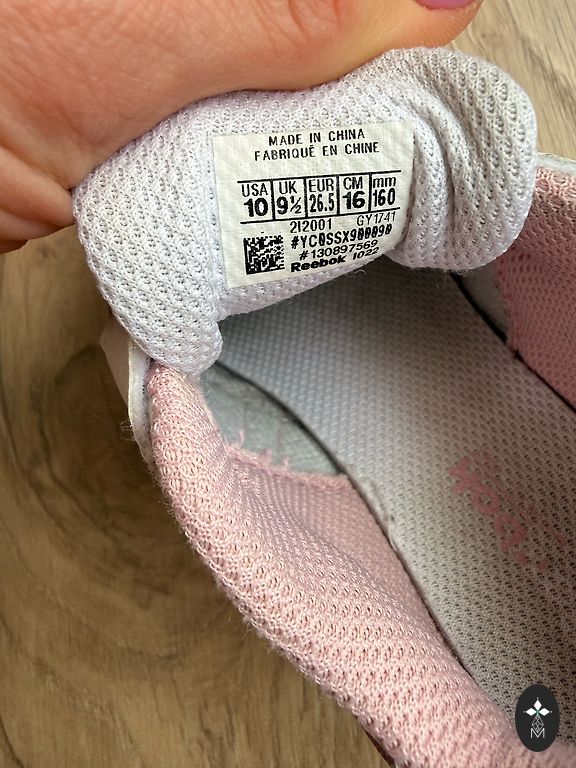 MADE IN CHINA
FABRIQUÉ EN CHINE
USA UK EUR CM mm
10 9½ 26.5 16 160
212001 GY1741
#YC0SSX90009B
#130897569
Reebok 1022